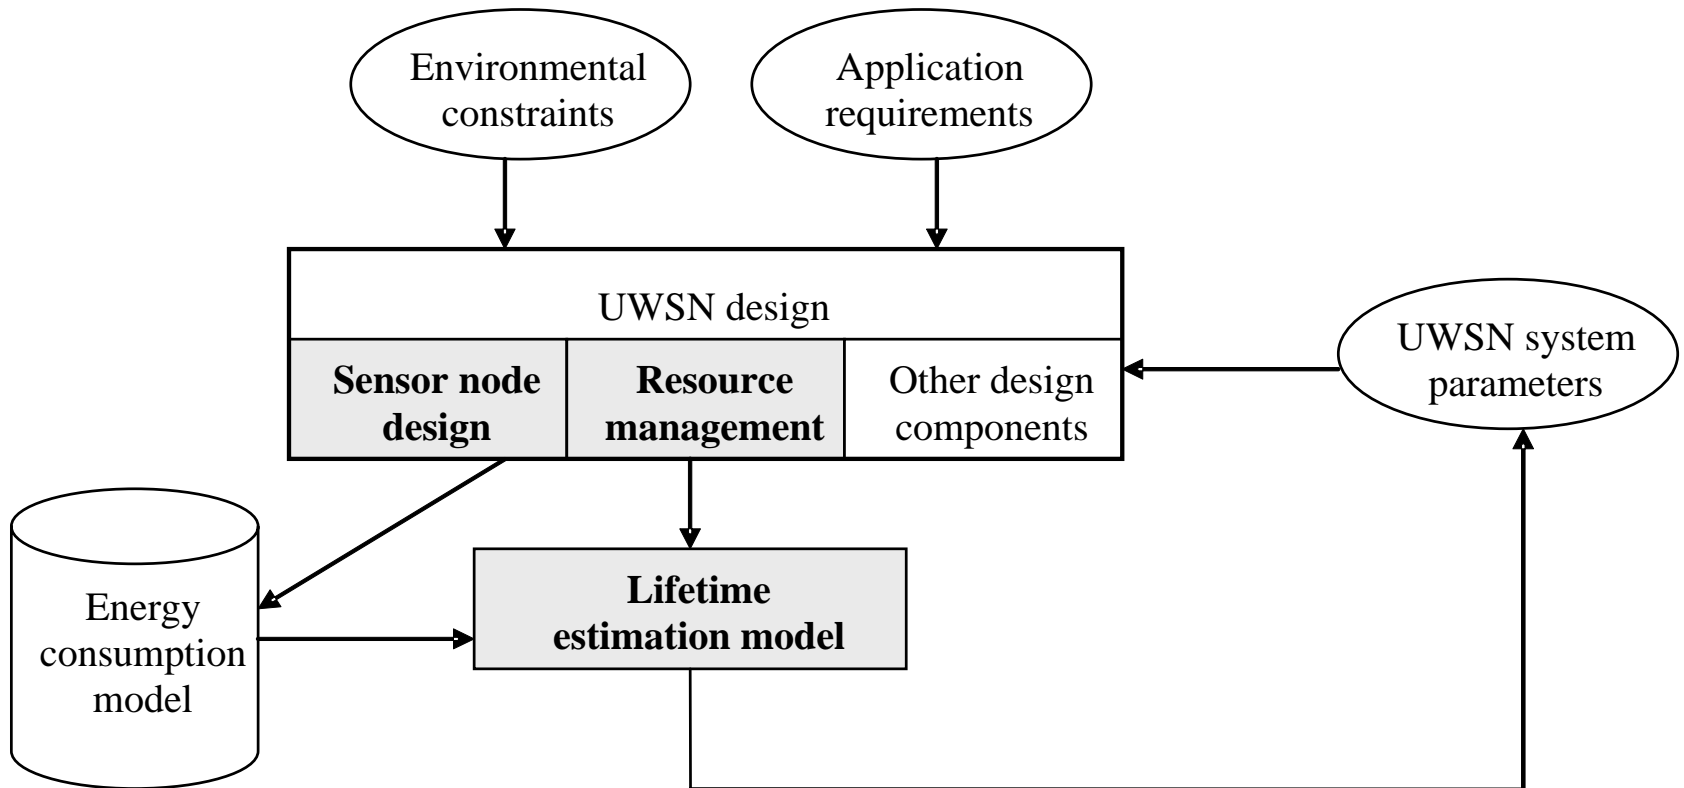 Environmental
constraints
Application
requirements
UWSN design
Sensor node
design
Resource
management
Other design
components
UWSN system
parameters
Lifetime
estimation model
Energy
consumption
model